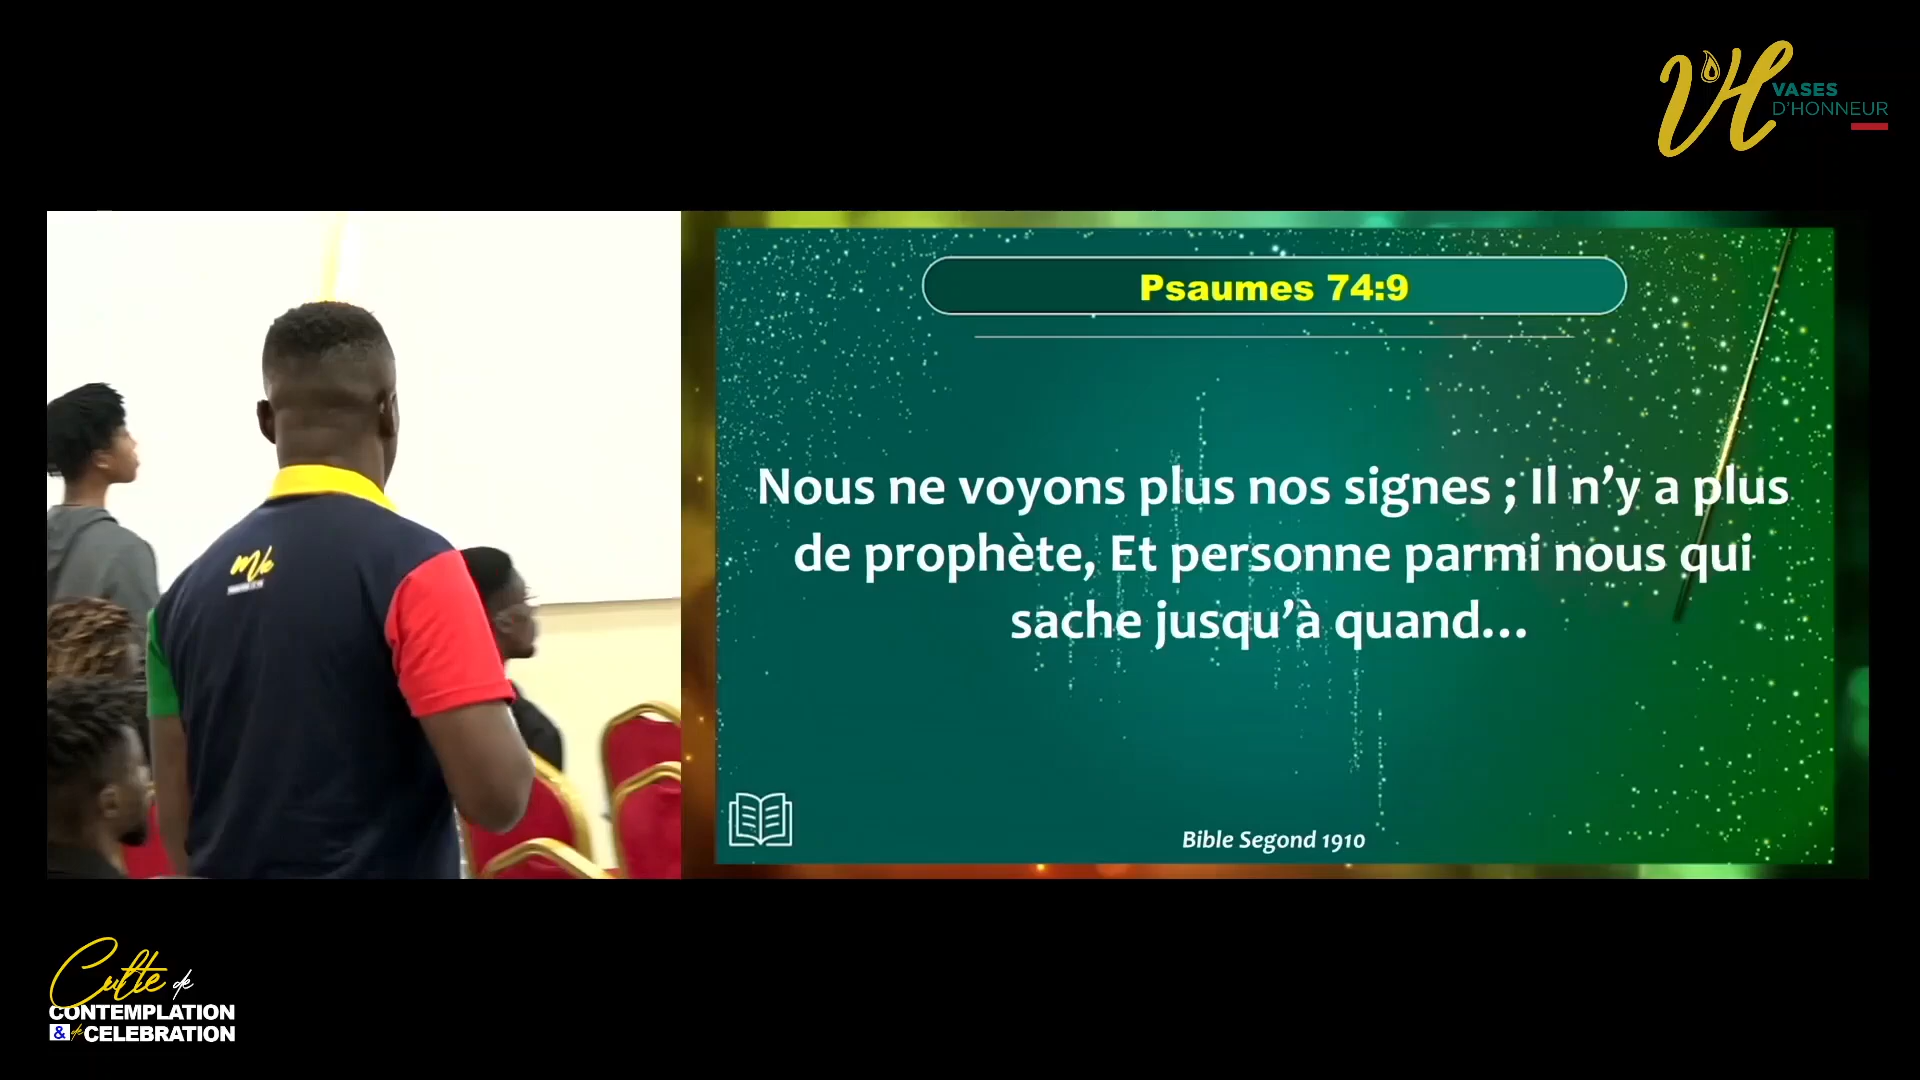 VASES
D'HONNEUR
Psaumes 74:9
Nous ne voyons plus nos signes ; Il n’y a plus
de prophète, Et personne parmi nous qui
sache jusqu’à quand…
Bible Segond 1910
Culte de
CONTEMPLATION
& de CELEBRATION